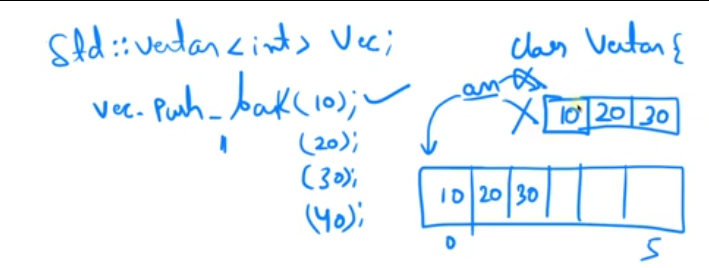 std::vector<int> vec;
class Vector {
vec.push_back(10);
arr
10 20 30
(20);
(30);
10 20 30
(40);
0 5